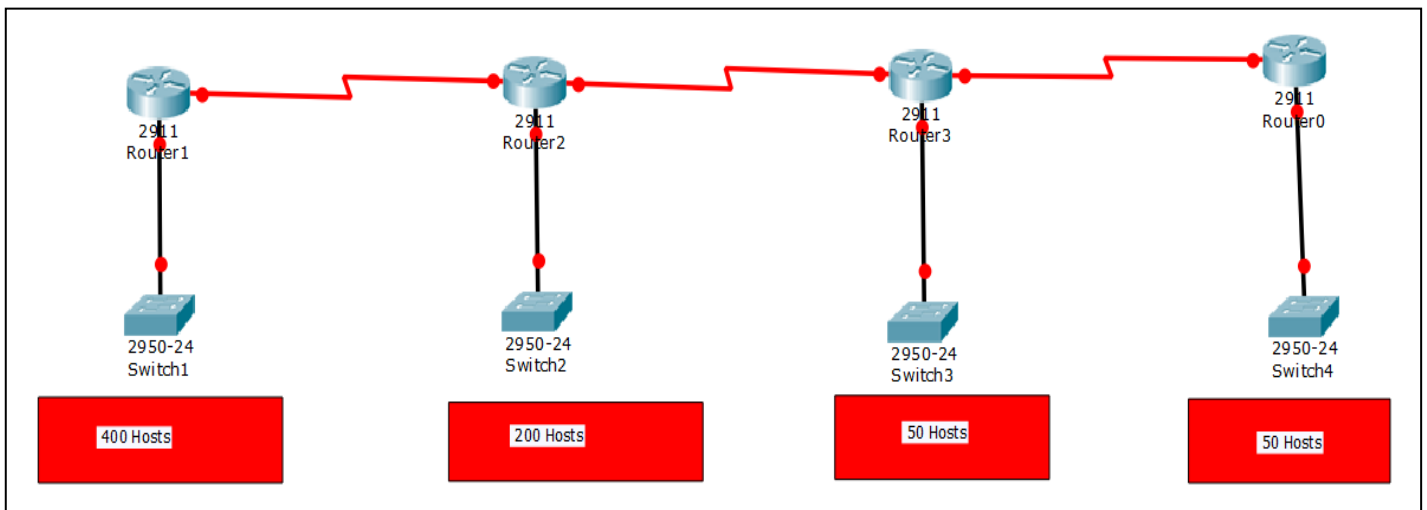 2911
Router1
2911
Router2
2911
Router3
2911
Router0
2950-24
Switch1
2950-24
Switch2
2950-24
Switch3
2950-24
Switch4
400 Hosts
200 Hosts
50 Hosts
50 Hosts